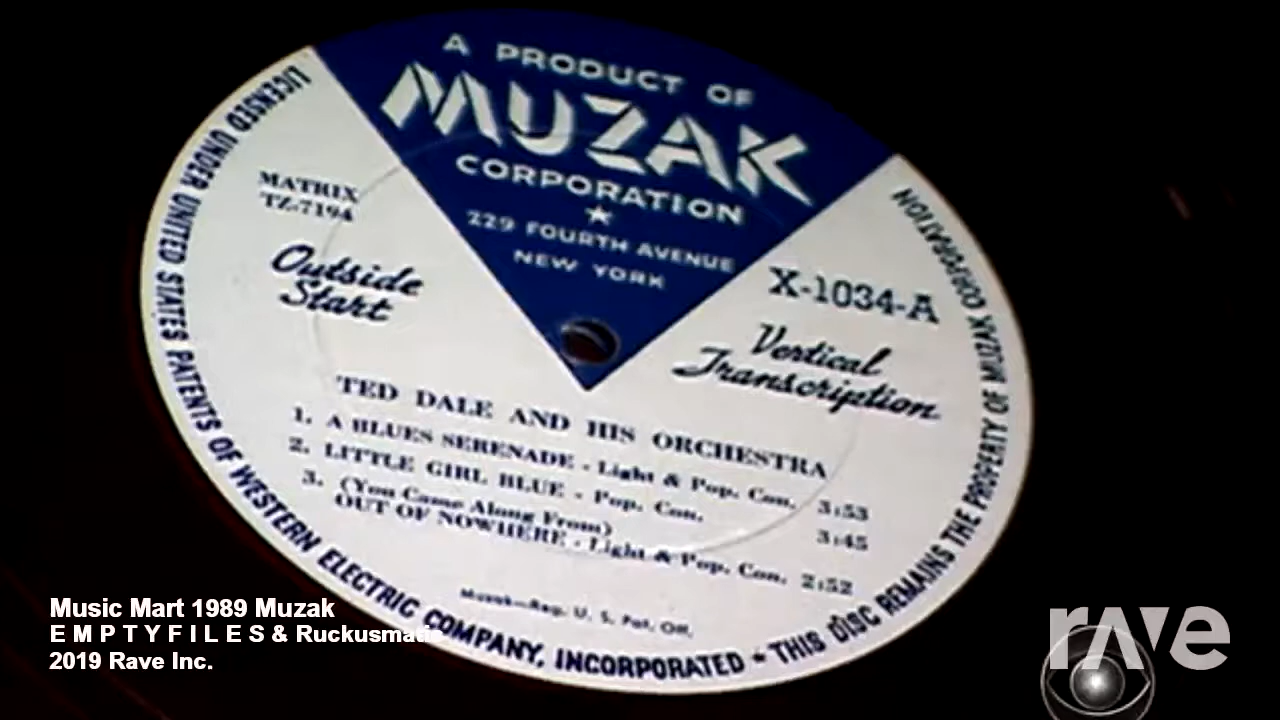 A PRODUCT OF
MUZAK
CORPORATION
229 FOURTH AVENUE
NEW YORK
LICENSED UNDER UNITED STATES PATENTS OF WESTERN ELECTRIC COMPANY, INCORPORATED • THIS DISC REMAINS THE PROPERTY OF MUZAK CORPORATION
MATRIX
TZ-7194
Outside
Start
X-1034-A
Vertical
Transcription
TED DALE AND HIS ORCHESTRA
1. A BLUES SERENADE - Light & Pop. Con. 3:53
2. LITTLE GIRL BLUE - Pop. Con. 3:45
3. (You Came Along From)
OUT OF NOWHERE - Light & Pop. Con. 2:52
Muzak—Reg. U. S. Pat. Off.
Music Mart 1989 Muzak
E M P T Y F I L E S & Ruckusmatic
2019 Rave Inc.
rave